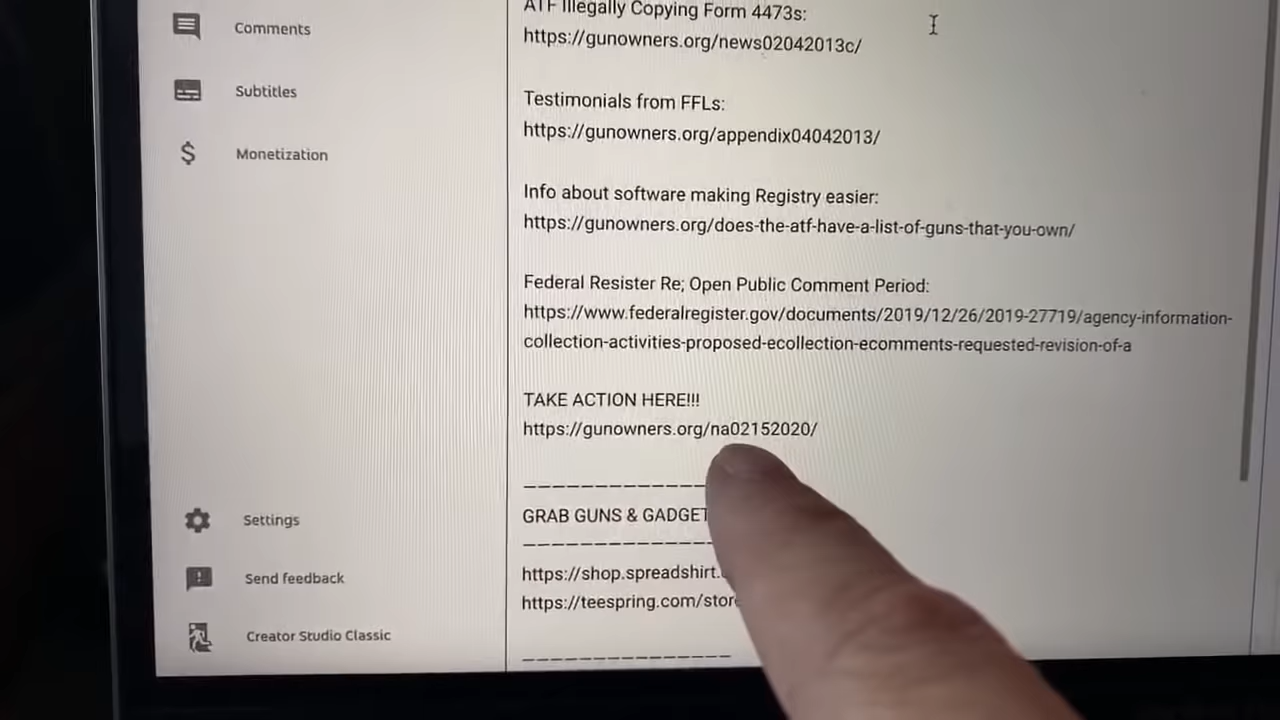 Comments
Subtitles
Monetization
Settings
Send feedback
Creator Studio Classic
ATF Illegally Copying Form 4473s:
https://gunowners.org/news02042013c/
Testimonials from FFLs:
https://gunowners.org/appendix04042013/
Info about software making Registry easier:
https://gunowners.org/does-the-atf-have-a-list-of-guns-that-you-own/
Federal Resister Re; Open Public Comment Period:
https://www.federalregister.gov/documents/2019/12/26/2019-27719/agency-information-
collection-activities-proposed-ecollection-ecomments-requested-revision-of-a
TAKE ACTION HERE!!!
https://gunowners.org/na02152020/
GRAB GUNS & GADGET
https://shop.spreadshirt.
https://teespring.com/stor